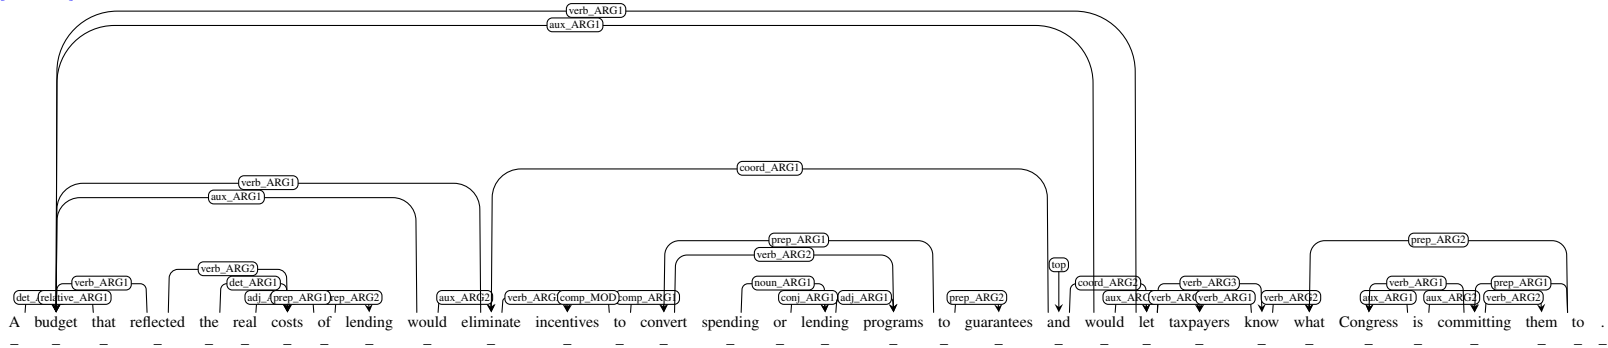 verb_ARG1
aux_ARG1
coord_ARG1
verb_ARG1
aux_ARG1
prep_ARG1 prep_ARG2
verb_ARG2
verb_ARG2 top
verb_ARG1 det_ARG1 noun_ARG1 coord_ARG2 verb_ARG3 verb_ARG1 prep_ARG1
relative_ARG1 prep_ARG1 aux_ARG2 comp_MOD conj_ARG1 adj_ARG1 prep_ARG2 verb_ARG1 verb_ARG2 aux_ARG1 verb_ARG2
A budget that reflected the real costs of lending would eliminate incentives to convert spending or lending programs to guarantees and would let taxpayers know what Congress is committing them to .